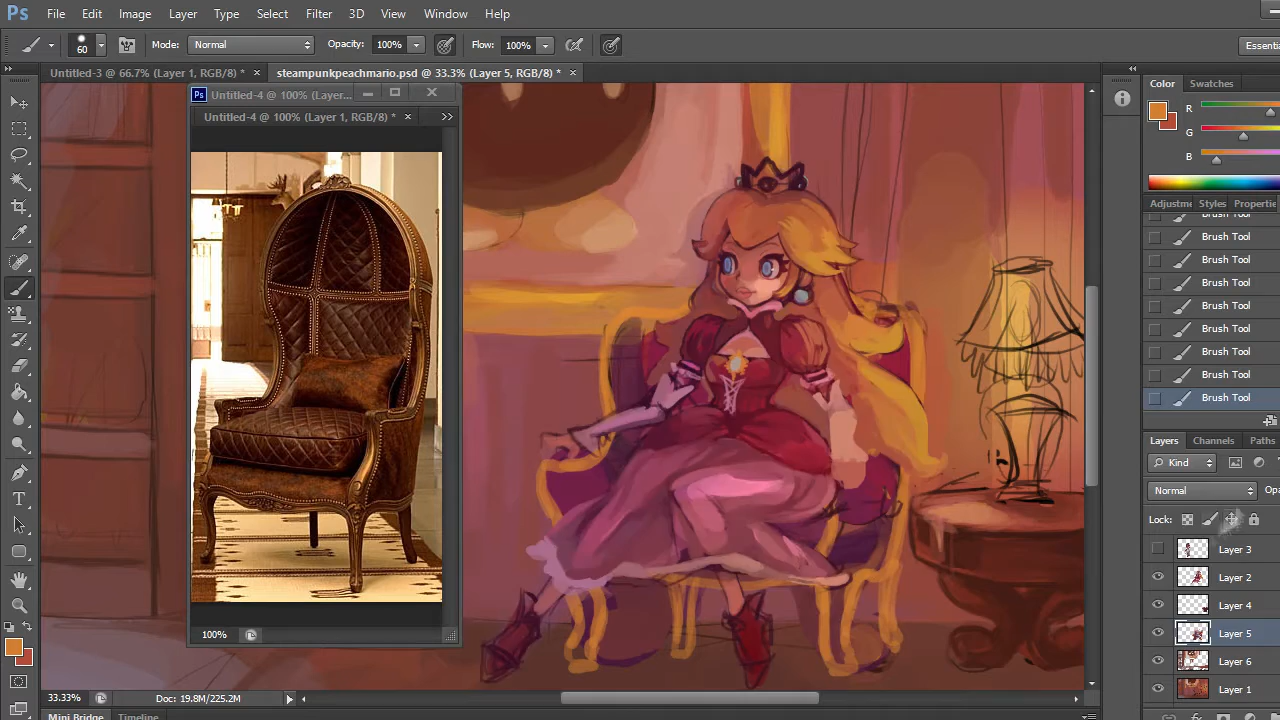 Ps File Edit Image Layer Type Select Filter 3D View Window Help
60 Mode: Normal Opacity: 100% Flow: 100% Essenti
Untitled-3 @ 66.7% (Layer 1, RGB/8) * × steampunkpeachmario.psd @ 33.3% (Layer 5, RGB/8) * ×
Ps Untitled-4 @ 100% (Layer...
Untitled-4 @ 100% (Layer 1, RGB/8) * ×
100%
33.33% Doc: 19.8M/225.2M
Mini Bridge Timeline
Color Swatches
R
G
B
Adjustme Styles Propertie
Brush Tool
Brush Tool
Brush Tool
Brush Tool
Brush Tool
Brush Tool
Brush Tool
Brush Tool
Brush Tool
Layers Channels Paths
Kind
Normal Opa
Lock:
Layer 3
Layer 2
Layer 4
Layer 5
Layer 6
Layer 1